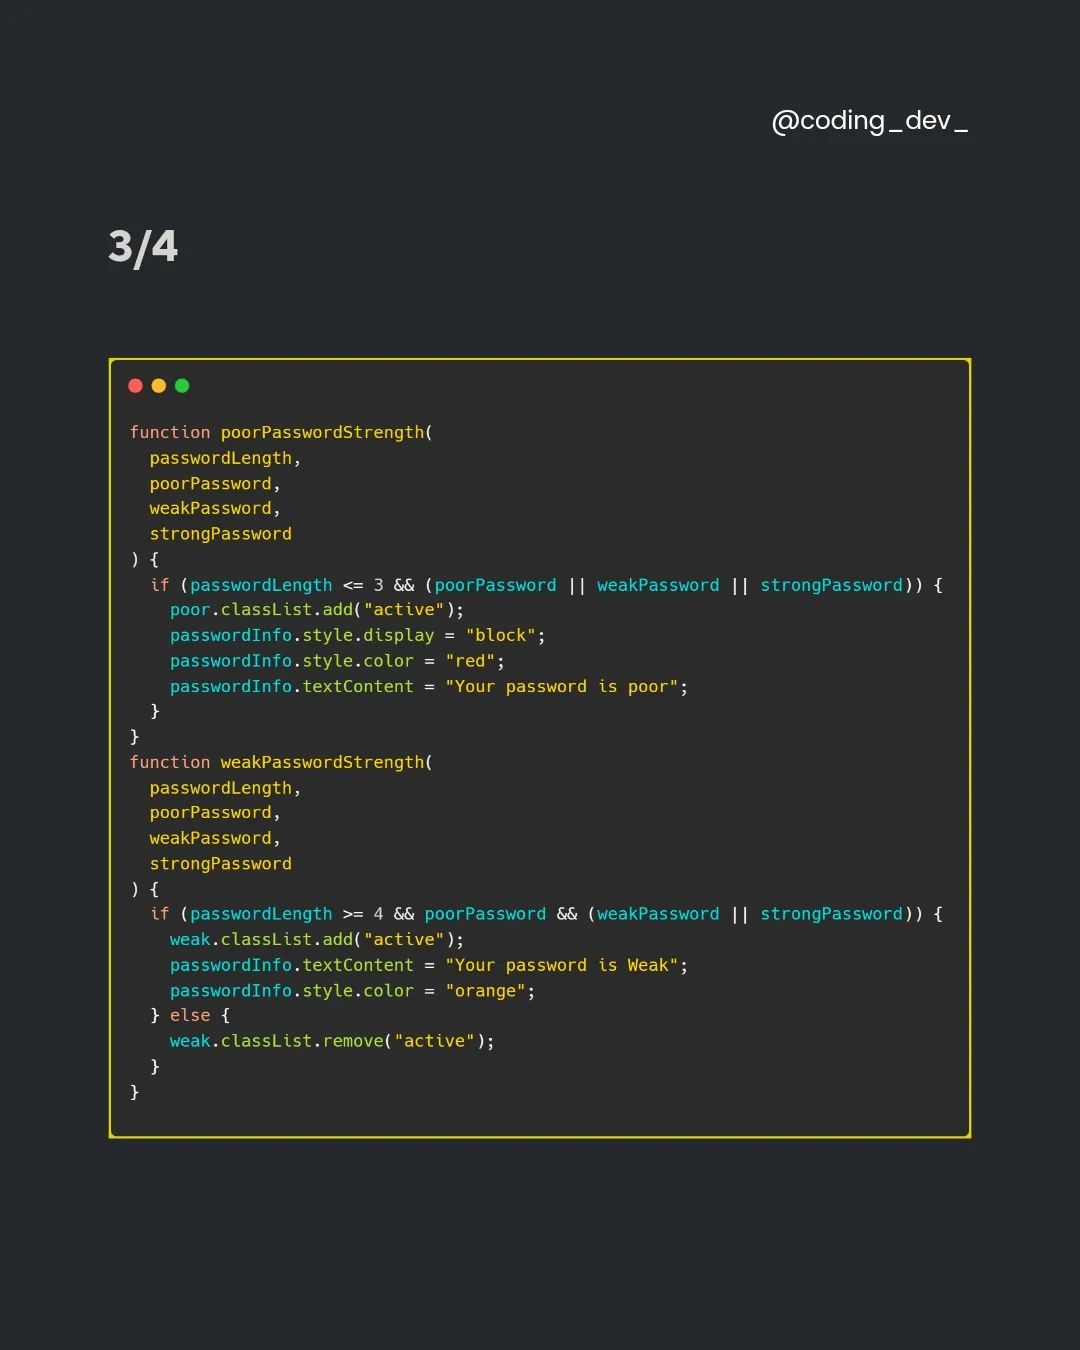 @coding_dev_
3/4
function poorPasswordStrength(
  passwordLength,
  poorPassword,
  weakPassword,
  strongPassword
) {
  if (passwordLength <= 3 && (poorPassword || weakPassword || strongPassword)) {
    poor.classList.add("active");
    passwordInfo.style.display = "block";
    passwordInfo.style.color = "red";
    passwordInfo.textContent = "Your password is poor";
  }
}
function weakPasswordStrength(
  passwordLength,
  poorPassword,
  weakPassword,
  strongPassword
) {
  if (passwordLength >= 4 && poorPassword && (weakPassword || strongPassword)) {
    weak.classList.add("active");
    passwordInfo.textContent = "Your password is Weak";
    passwordInfo.style.color = "orange";
  } else {
    weak.classList.remove("active");
  }
}